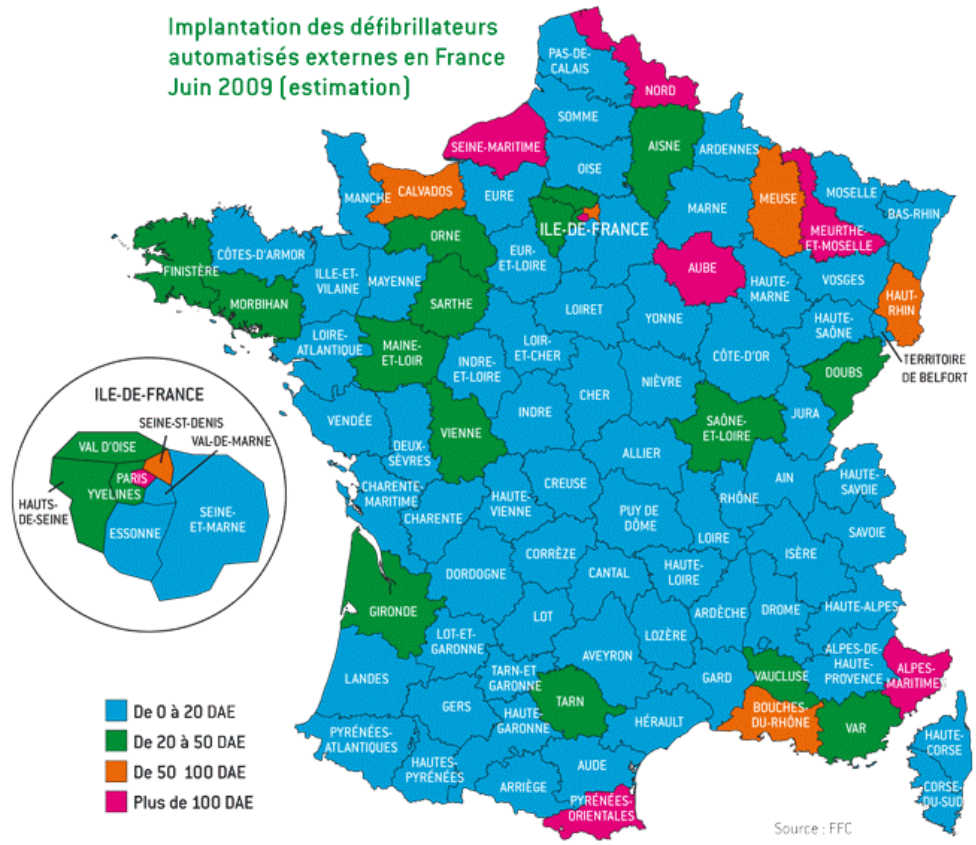 Implantation des défibrillateurs
automatisés externes en France
Juin 2009 (estimation)
PAS-DE-
CALAIS
NORD
SOMME
SEINE-MARITIME
AISNE
ARDENNES
OISE
MANCHE
CALVADOS
EURE
MARNE
MEUSE
MOSELLE
BAS-RHIN
MEURTHE-
ET-MOSELLE
ILE-DE-FRANCE
ORNE
EUR-
ET-LOIRE
AUBE
HAUTE-
MARNE
VOSGES
HAUT-
RHIN
FINISTÈRE
CÔTES-D'ARMOR
ILLE-ET-
VILAINE
MAYENNE
MORBIHAN
SARTHE
LOIRET
YONNE
HAUTE-
SAÔNE
TERRITOIRE
DE BELFORT
LOIRE-
ATLANTIQUE
MAINE-
ET-LOIR
INDRE-
ET-LOIRE
LOIR-
ET-CHER
CÔTE-D'OR
DOUBS
CHER
NIÈVRE
VENDÉE
DEUX-
SÈVRES
VIENNE
INDRE
SAÔNE-
ET-LOIRE
JURA
ALLIER
AIN
HAUTE-
SAVOIE
CHARENTE-
MARITIME
CHARENTE
HAUTE-
VIENNE
CREUSE
PUY DE
DÔME
RHÔNE
LOIRE
SAVOIE
ISÈRE
GIRONDE
DORDOGNE
CORRÈZE
CANTAL
HAUTE-
LOIRE
ARDÈCHE
DROME
HAUTE-ALPES
LOT-ET-
GARONNE
LOT
AVEYRON
LOZÈRE
LANDES
GERS
TARN-ET
GARONNE
HAUTE-
GARONNE
TARN
GARD
VAUCLUSE
ALPES-DE-
HAUTE-
PROVENCE
ALPES-
MARITIMES
HÉRAULT
BOUCHES-
DU-RHÔNE
VAR
PYRÉNÉES-
ATLANTIQUES
HAUTES-
PYRÉNÉES
ARRIÈGE
AUDE
PYRÉNÉES-
ORIENTALES
HAUTE-
CORSE
CORSE-
DU-SUD
ILE-DE-FRANCE
SEINE-ST-DENIS
VAL-DE-MARNE
VAL D'OISE
PARIS
YVELINES
HAUTS-
DE-SEINE
ESSONNE
SEINE-
ET-MARNE
De 0 à 20 DAE
De 20 à 50 DAE
De 50 100 DAE
Plus de 100 DAE
Source : FFC